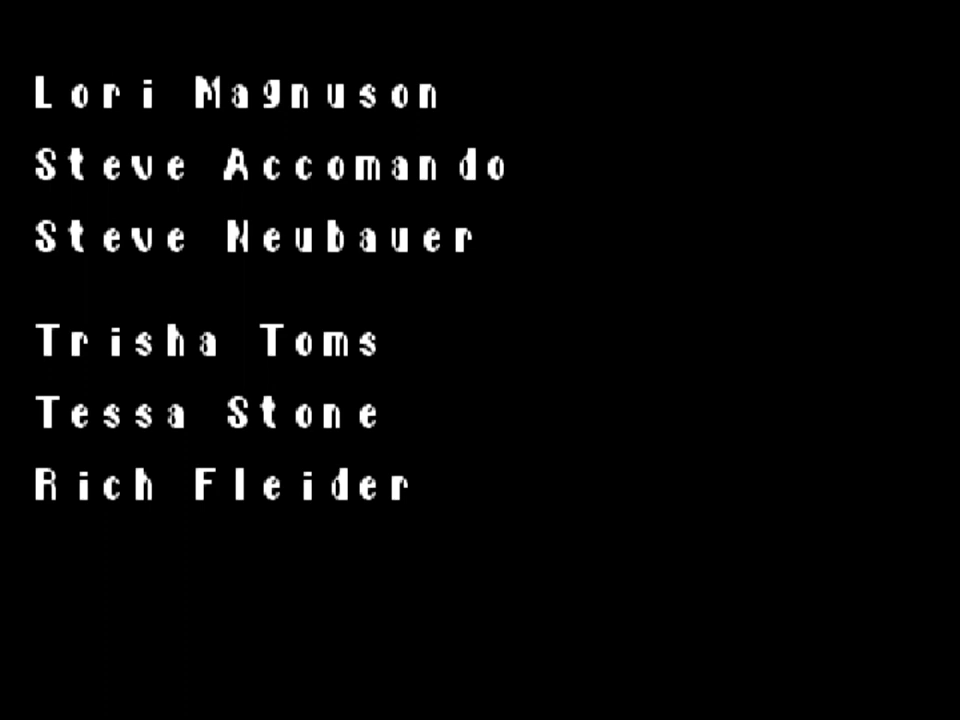 Lori Magnuson
Steve Accomando
Steve Neubauer
Trisha Toms
Tessa Stone
Rich Fleider